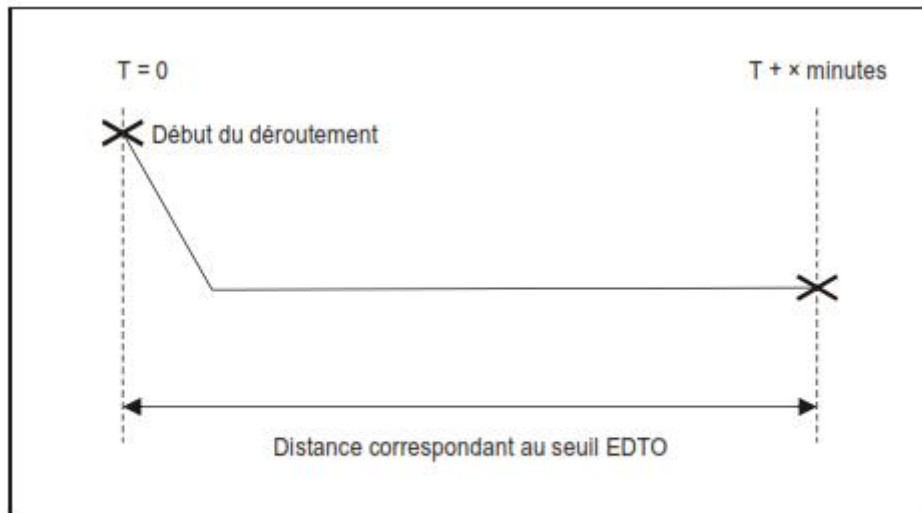 T = 0
T + × minutes
Début du déroutement
Distance correspondant au seuil EDTO